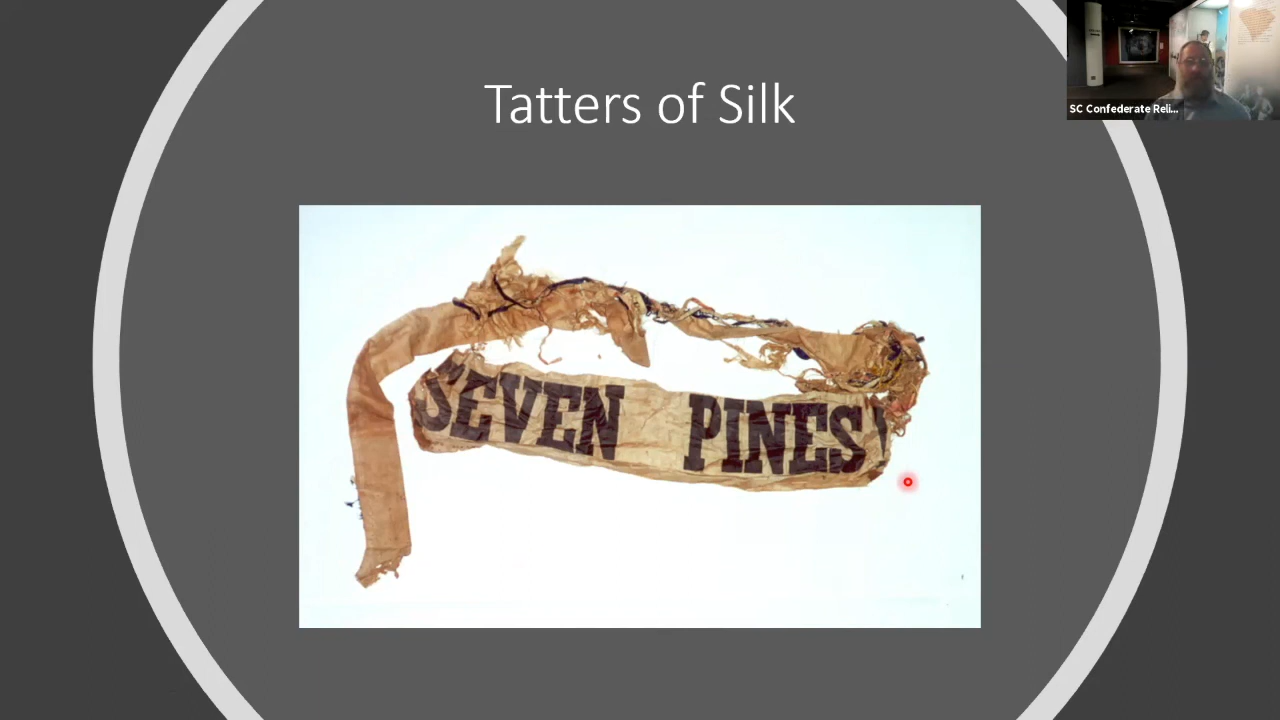 Tatters of Silk
SC Confederate Reli...
SEVEN PINES